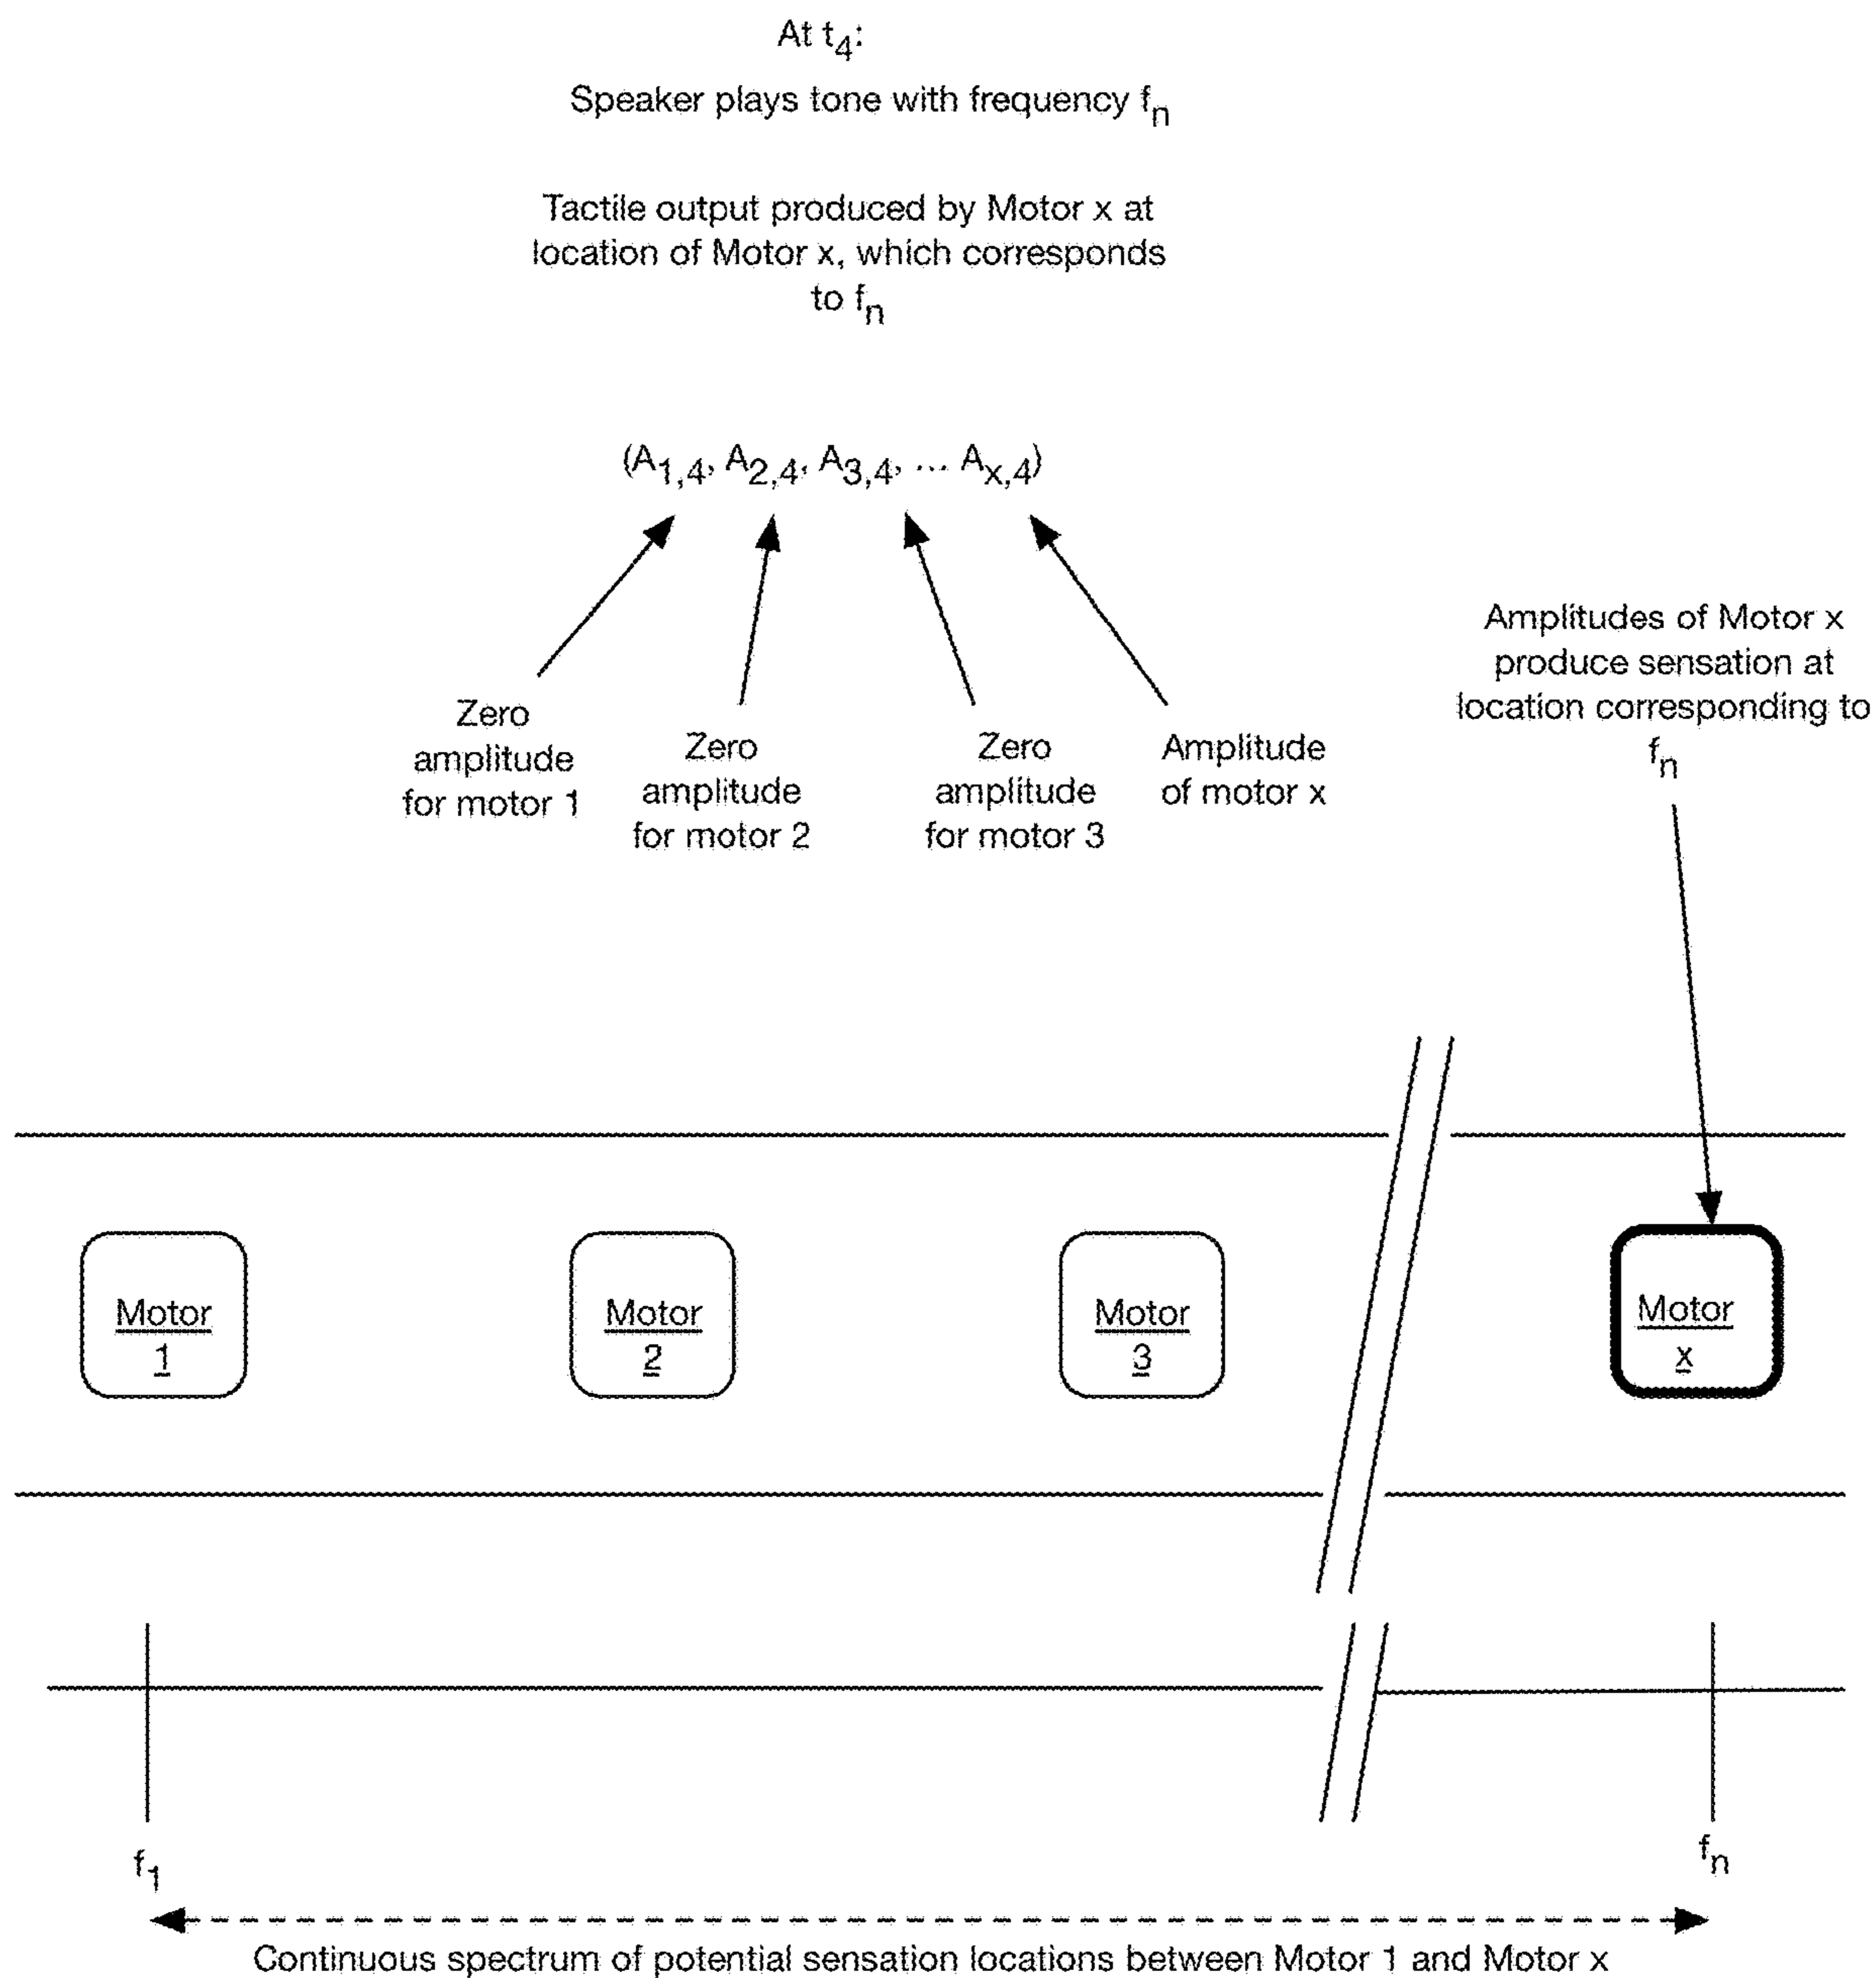 At t4:
Speaker plays tone with frequency fn
Tactile output produced by Motor x at
location of Motor x, which corresponds
to fn
(A1,4, A2,4, A3,4, ... Ax,4)
Zero
amplitude
for motor 1
Zero
amplitude
for motor 2
Zero
amplitude
for motor 3
Amplitude
of motor x
Amplitudes of Motor x
produce sensation at
location corresponding to
fn
Motor
1
Motor
2
Motor
3
Motor
x
f1
fn
Continuous spectrum of potential sensation locations between Motor 1 and Motor x